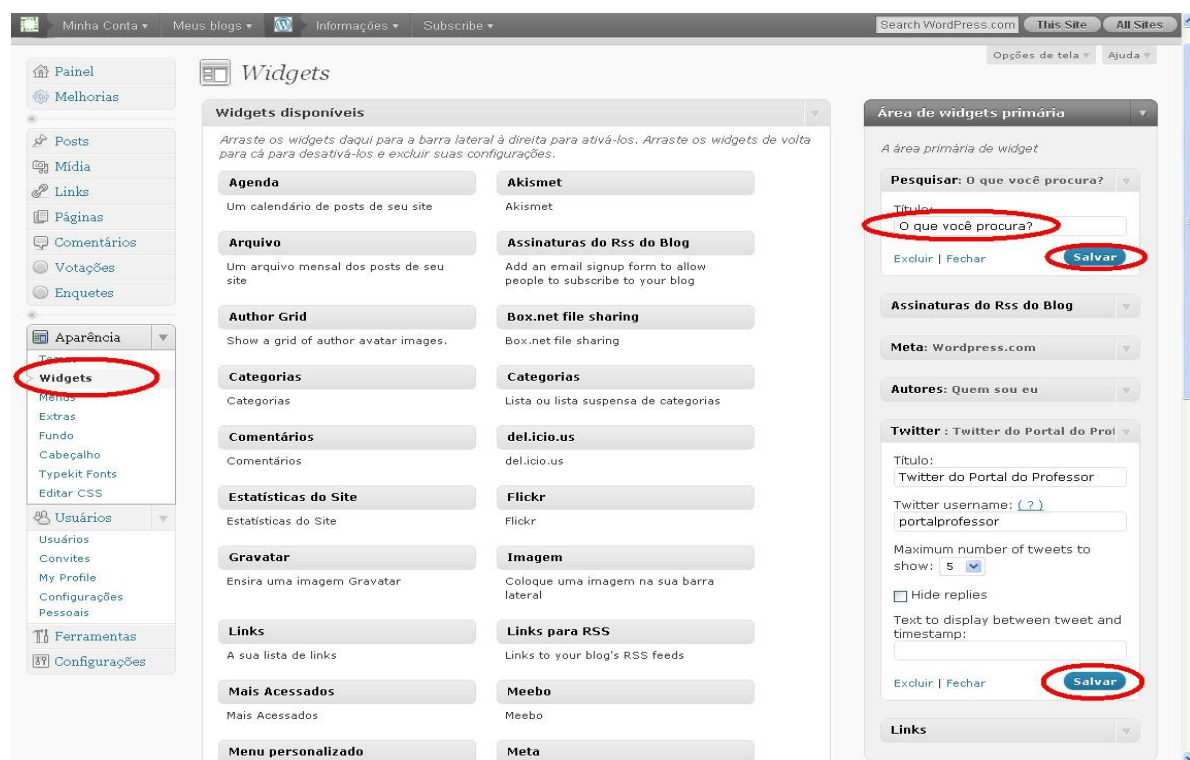 Minha Conta Meus blogs Informações Subscribe Search WordPress.com This Site All Sites
Opções de tela Ajuda
Painel
Melhorias
Posts
Mídia
Links
Páginas
Comentários
Votações
Enquetes
Aparência
Temas
Widgets
Menus
Extras
Fundo
Cabeçalho
Typekit Fonts
Editar CSS
Usuários
Usuários
Convites
My Profile
Configurações
Pessoais
Ferramentas
Configurações
Widgets
Widgets disponíveis
Arraste os widgets daqui para a barra lateral à direita para ativá-los. Arraste os widgets de volta
para cá para desativá-los e excluir suas configurações.
Agenda
Um calendário de posts de seu site
Akismet
Akismet
Arquivo
Um arquivo mensal dos posts de seu
site
Assinaturas do Rss do Blog
Add an email signup form to allow
people to subscribe to your blog
Author Grid
Show a grid of author avatar images.
Box.net file sharing
Box.net file sharing
Categorias
Categorias
Categorias
Lista ou lista suspensa de categorias
Comentários
Comentários
del.icio.us
del.icio.us
Estatísticas do Site
Estatísticas do Site
Flickr
Flickr
Gravatar
Ensira uma imagem Gravatar
Imagem
Coloque uma imagem na sua barra
lateral
Links
A sua lista de links
Links para RSS
Links to your blog's RSS feeds
Mais Acessados
Mais Acessados
Meebo
Meebo
Menu personalizado
Meta
Área de widgets primária
A área primária de widget
Pesquisar: O que você procura?
Título:
O que você procura?
Excluir | Fechar Salvar
Assinaturas do Rss do Blog
Meta: Wordpress.com
Autores: Quem sou eu
Twitter : Twitter do Portal do Prof
Título:
Twitter do Portal do Professor
Twitter username: ( ? )
portalprofessor
Maximum number of tweets to
show: 5
Hide replies
Text to display between tweet and
timestamp:
Excluir | Fechar Salvar
Links